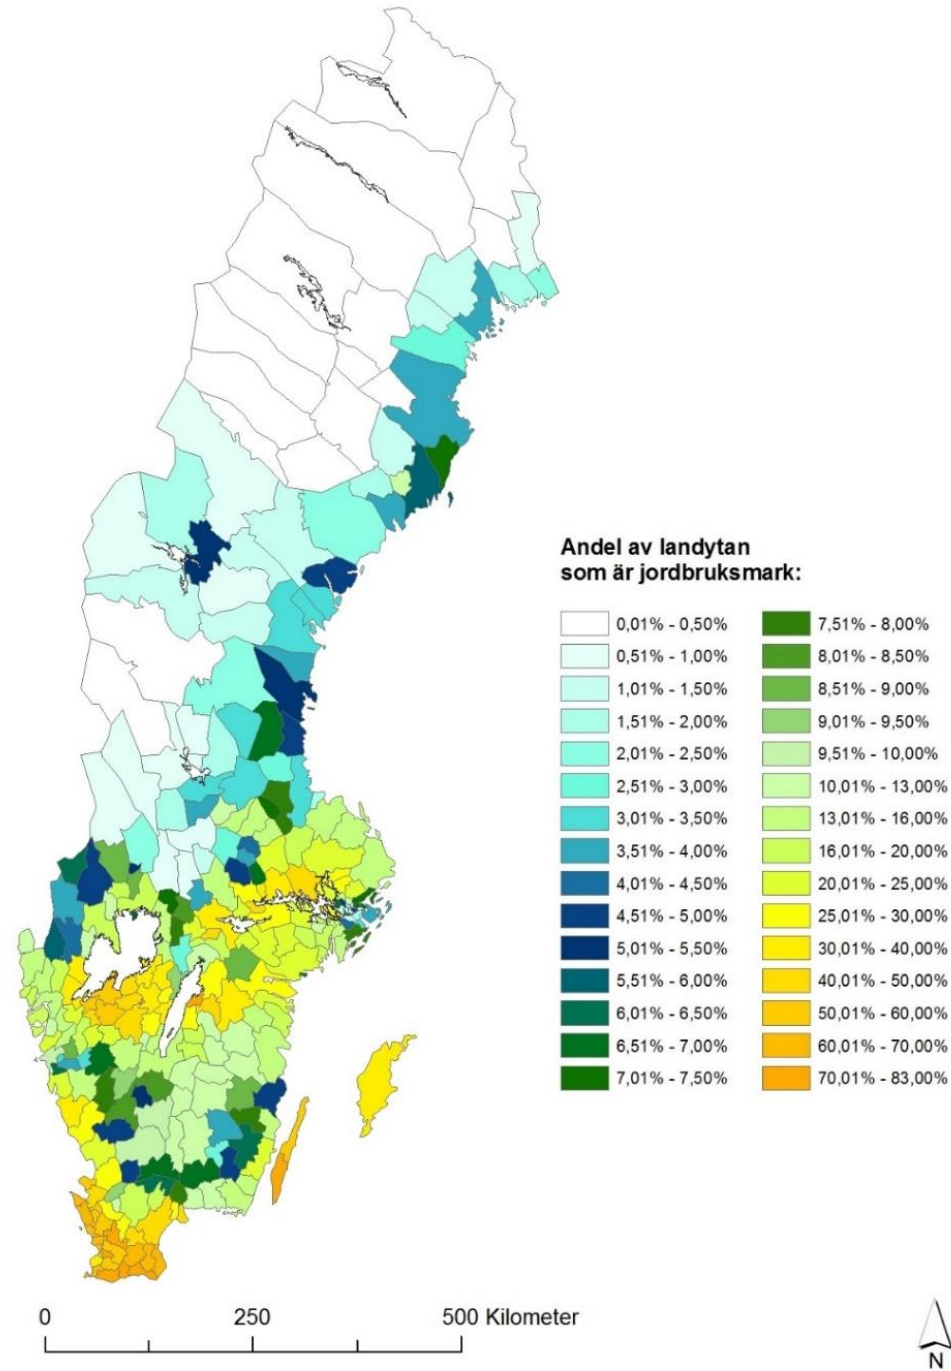 Andel av landytan
som är jordbruksmark:
0,01% - 0,50%
0,51% - 1,00%
1,01% - 1,50%
1,51% - 2,00%
2,01% - 2,50%
2,51% - 3,00%
3,01% - 3,50%
3,51% - 4,00%
4,01% - 4,50%
4,51% - 5,00%
5,01% - 5,50%
5,51% - 6,00%
6,01% - 6,50%
6,51% - 7,00%
7,01% - 7,50%
7,51% - 8,00%
8,01% - 8,50%
8,51% - 9,00%
9,01% - 9,50%
9,51% - 10,00%
10,01% - 13,00%
13,01% - 16,00%
16,01% - 20,00%
20,01% - 25,00%
25,01% - 30,00%
30,01% - 40,00%
40,01% - 50,00%
50,01% - 60,00%
60,01% - 70,00%
70,01% - 83,00%
0 250 500 Kilometer
N